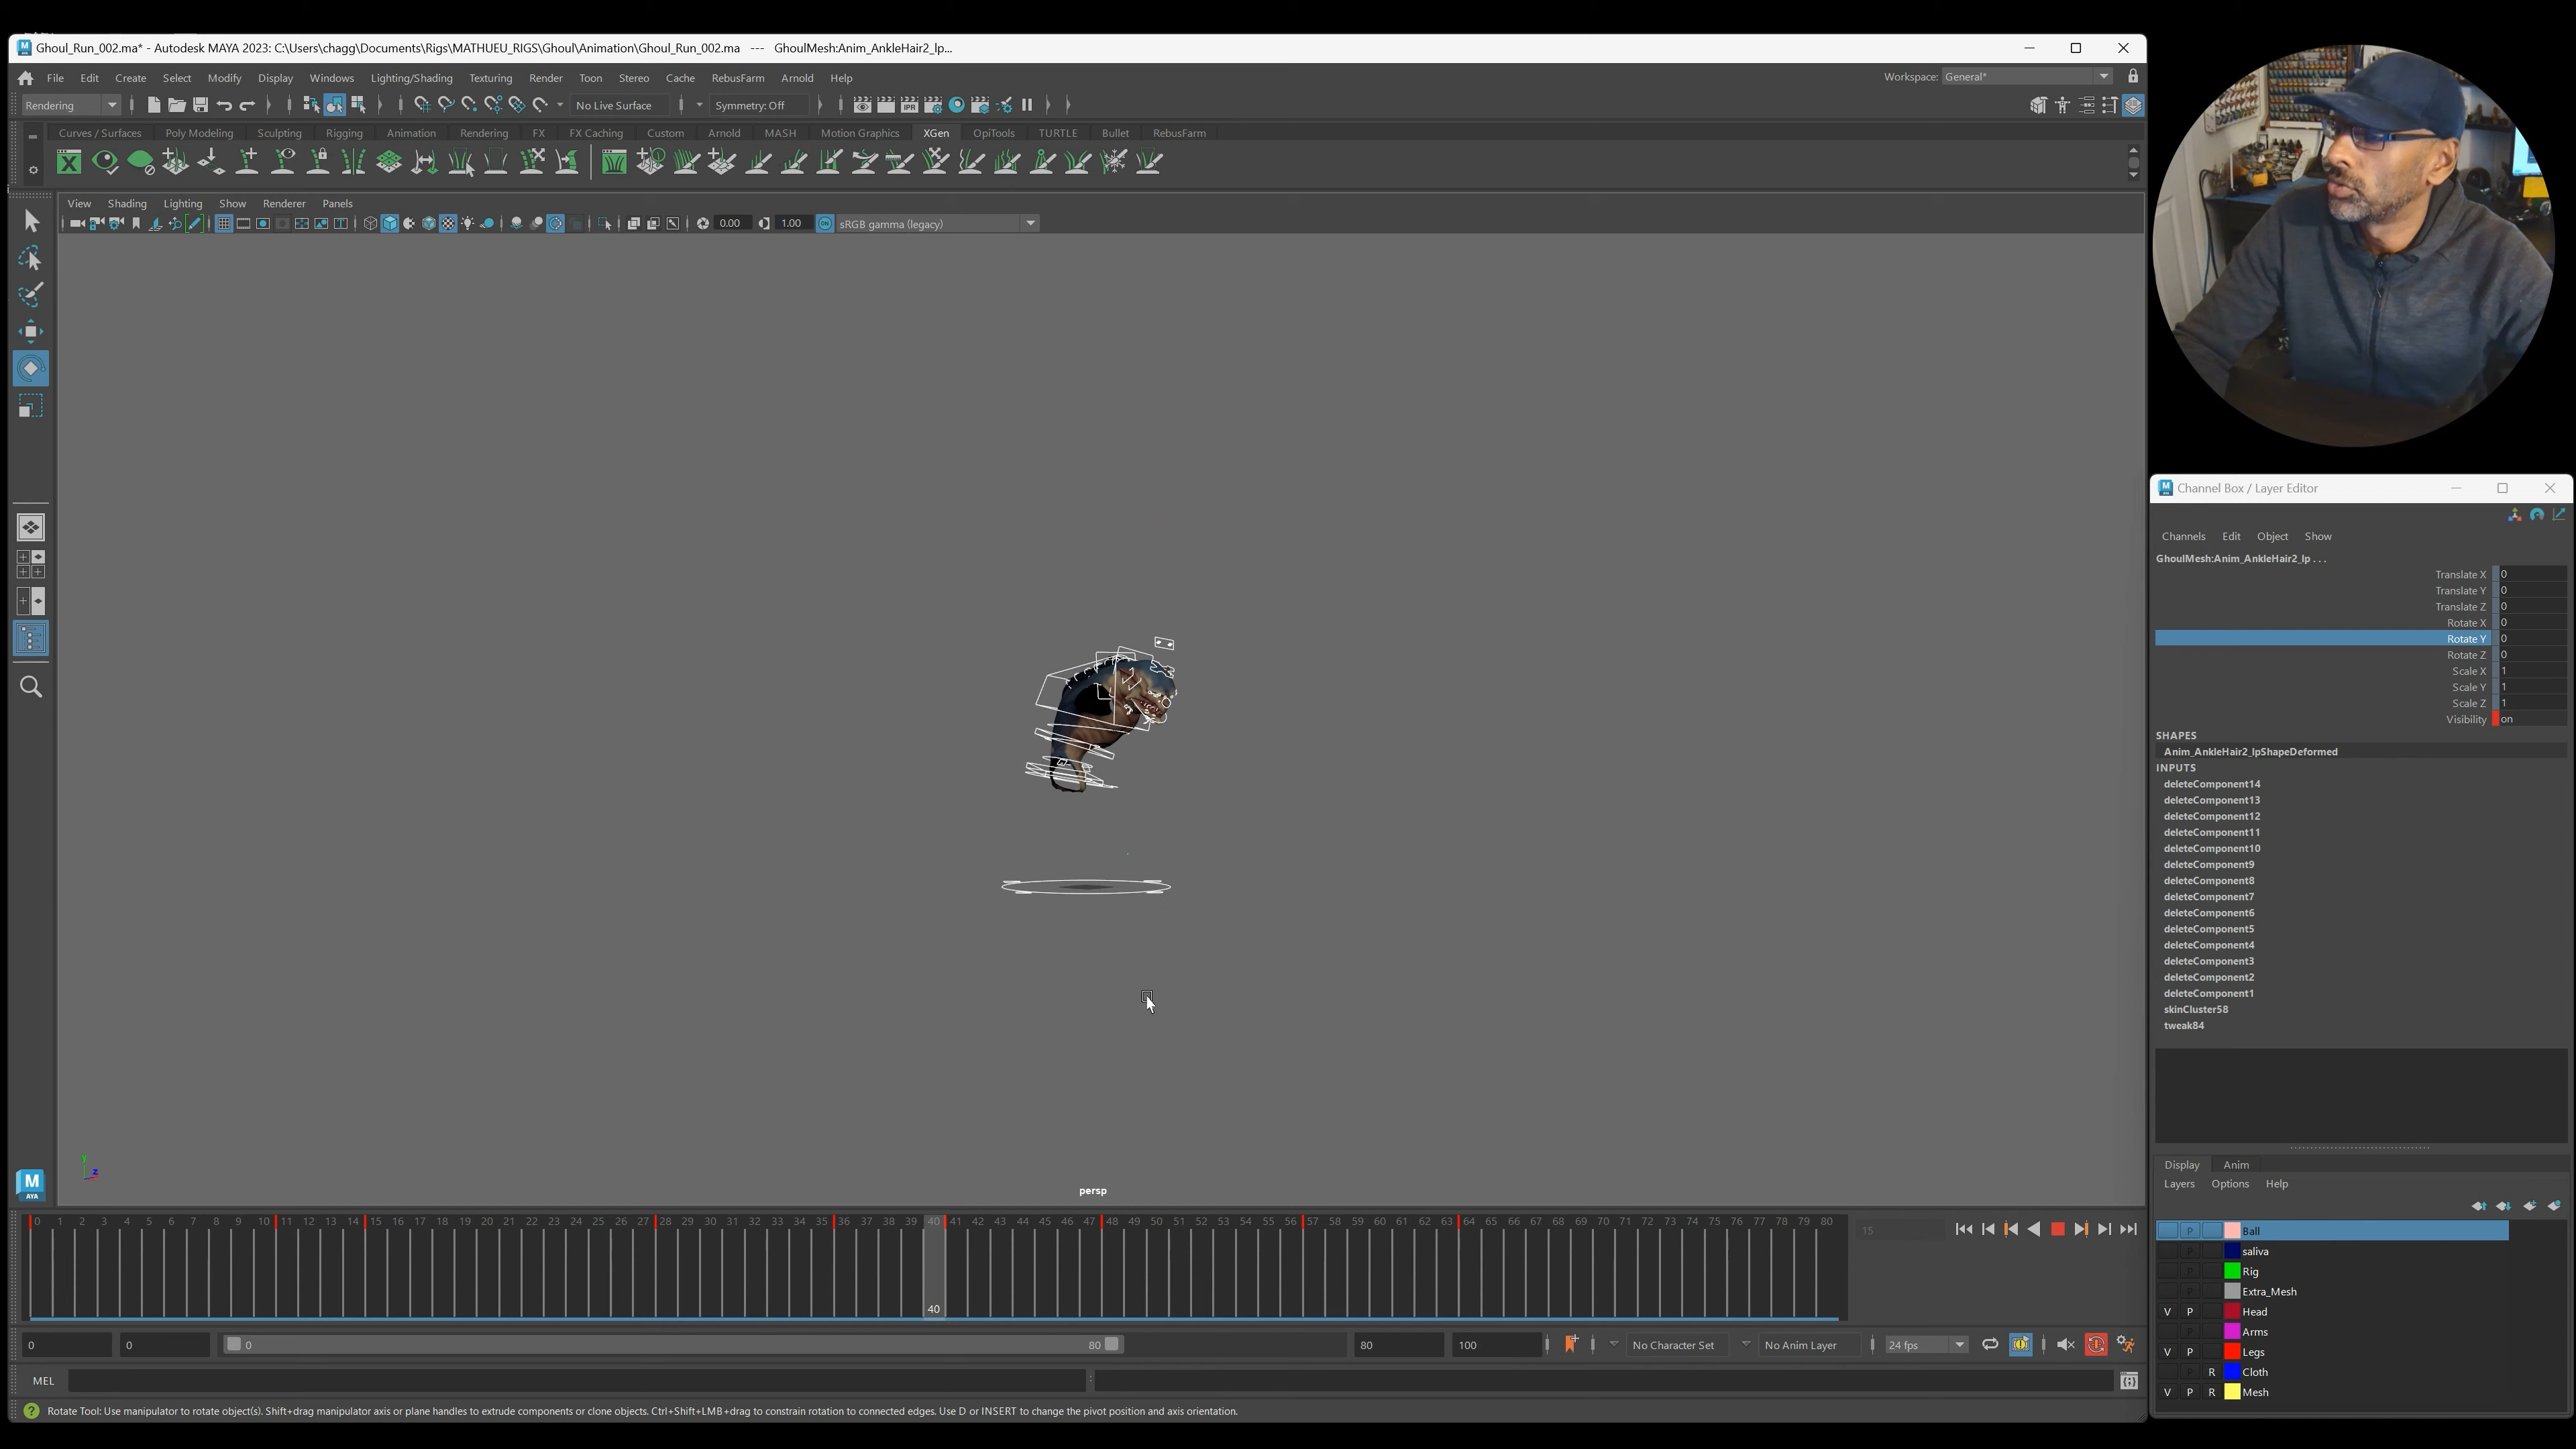 Ghoul_Run_002.ma* - Autodesk MAYA 2023: C:\Users\chagg\Documents\Rigs\MATHUEU_RIGS\Ghoul\Animation\Ghoul_Run_002.ma   ---   GhoulMesh:Anim_AnkleHair2_lp...
File Edit Create Select Modify Display Windows Lighting/Shading Texturing Render Toon Stereo Cache RebusFarm Arnold Help
Workspace: General*
Rendering No Live Surface Symmetry: Off IPR
Curves / Surfaces Poly Modeling Sculpting Rigging Animation Rendering FX FX Caching Custom Arnold MASH Motion Graphics XGen OpiTools TURTLE Bullet RebusFarm
View Shading Lighting Show Renderer Panels
0.00 1.00 ON sRGB gamma (legacy)
y
z
persp
M
AYA
0 1 2 3 4 5 6 7 8 9 10 11 12 13 14 15 16 17 18 19 20 21 22 23 24 25 26 27 28 29 30 31 32 33 34 35 36 37 38 39 40 41 42 43 44 45 46 47 48 49 50 51 52 53 54 55 56 57 58 59 60 61 62 63 64 65 66 67 68 69 70 71 72 73 74 75 76 77 78 79 80
15
40
0 0 0 80 80 100 No Character Set No Anim Layer 24 fps
MEL
Rotate Tool: Use manipulator to rotate object(s). Shift+drag manipulator axis or plane handles to extrude components or clone objects. Ctrl+Shift+LMB+drag to constrain rotation to connected edges. Use D or INSERT to change the pivot position and axis orientation.
Channel Box / Layer Editor
Channels Edit Object Show
GhoulMesh:Anim_AnkleHair2_lp . . .
Translate X 0
Translate Y 0
Translate Z 0
Rotate X 0
Rotate Y 0
Rotate Z 0
Scale X 1
Scale Y 1
Scale Z 1
Visibility on
SHAPES
Anim_AnkleHair2_lpShapeDeformed
INPUTS
deleteComponent14
deleteComponent13
deleteComponent12
deleteComponent11
deleteComponent10
deleteComponent9
deleteComponent8
deleteComponent7
deleteComponent6
deleteComponent5
deleteComponent4
deleteComponent3
deleteComponent2
deleteComponent1
skinCluster58
tweak84
Display Anim
Layers Options Help
P Ball
P saliva
P Rig
P Extra_Mesh
V P Head
P Arms
V P Legs
P R Cloth
V P R Mesh